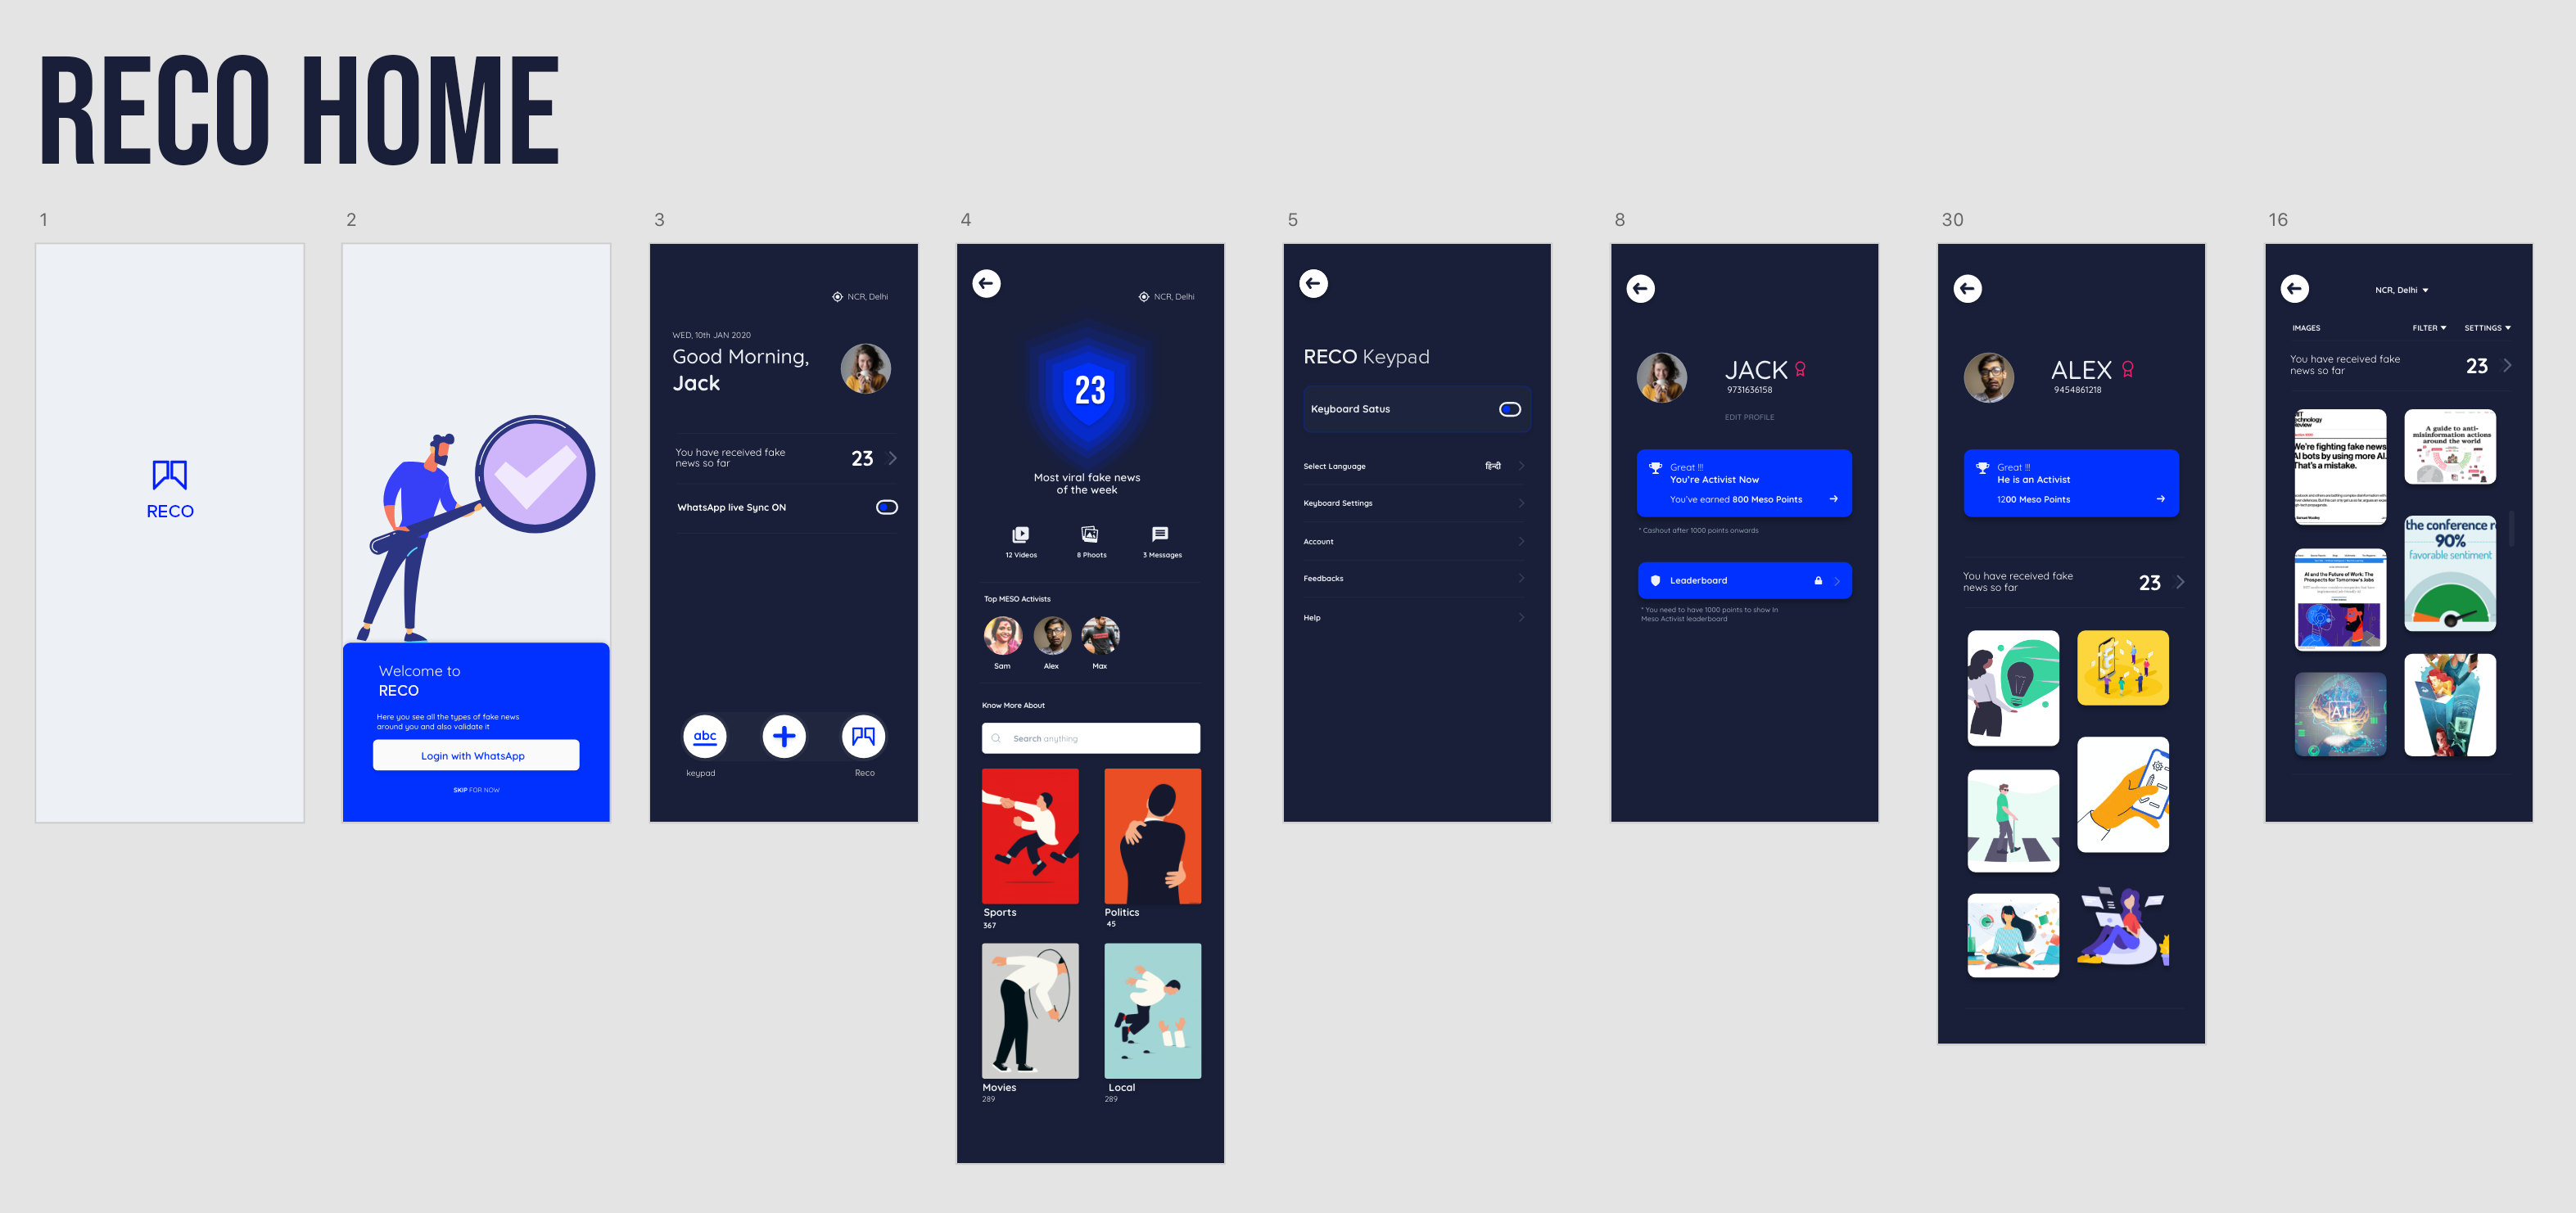 RECO HOME
1
RECO
2
Welcome to
RECO
Here you see all the types of fake news
around you and also validate it
Login with WhatsApp
SKIP FOR NOW
3
NCR, Delhi
WED, 10th JAN 2020
Good Morning,
Jack
You have received fake
news so far
23
WhatsApp live Sync ON
abc
keypad
Reco
4
NCR, Delhi
23
Most viral fake news
of the week
12 Videos
8 Phoots
3 Messages
Top MESO Activists
Sam
Alex
Max
Know More About
Search anything
Sports
367
Politics
45
Movies
289
Local
289
5
RECO Keypad
Keyboard Satus
Select Language
हिन्दी
Keyboard Settings
Account
Feedbacks
Help
8
JACK
9731636158
EDIT PROFILE
Great !!!
You're Activist Now
You've earned 800 Meso Points
* Cashout after 1000 points onwards
Leaderboard
* You need to have 1000 points to show In
Meso Activist leaderboard
30
ALEX
9454861218
Great !!!
He is an Activist
1200 Meso Points
You have received fake
news so far
23
16
NCR, Delhi
IMAGES
FILTER
SETTINGS
You have received fake
news so far
23
We're fighting fake news
AI bots by using more AI.
That's a mistake.
A guide to anti-
misinformation actions
around the world
the conference r
90%
favorable sentiment
AI and the Future of Work: The
Prospects for Tomorrow's Jobs
AI